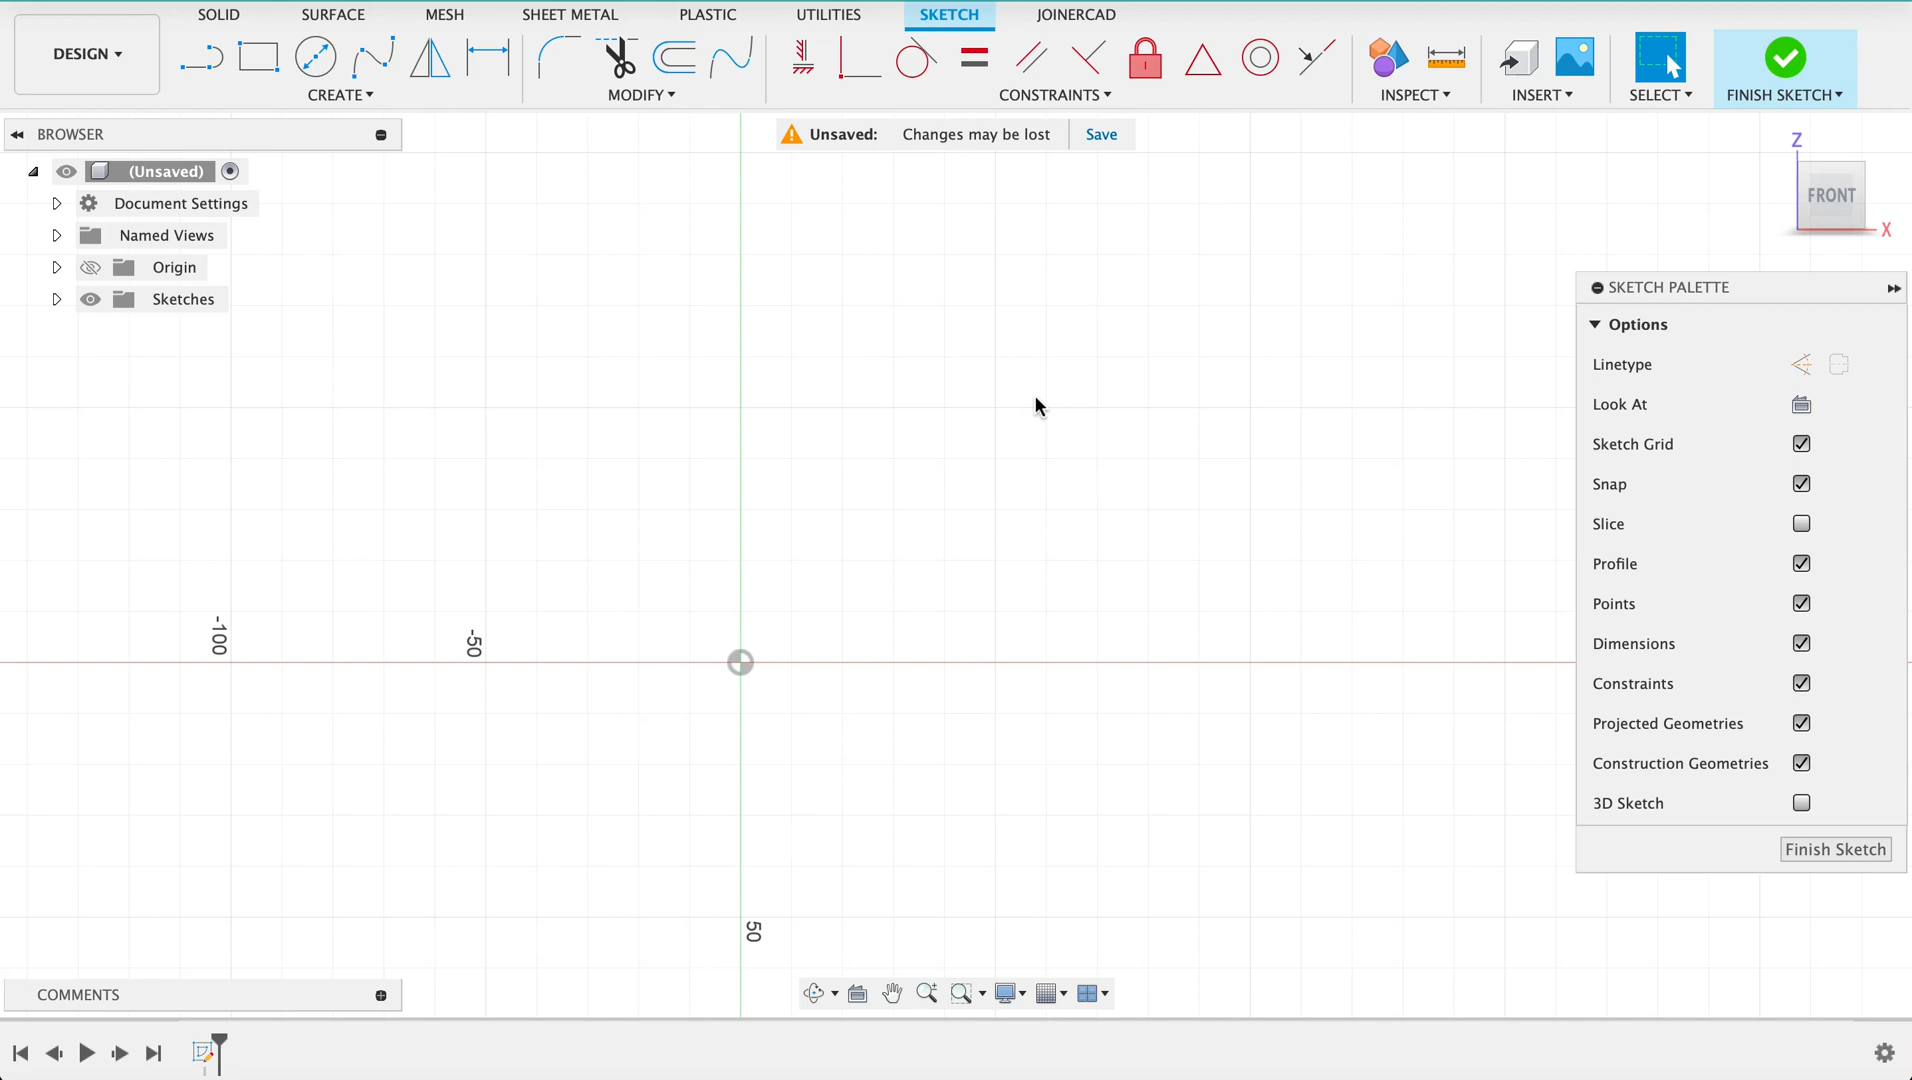 SOLID SURFACE MESH SHEET METAL PLASTIC UTILITIES SKETCH JOINERCAD
DESIGN
CREATE MODIFY CONSTRAINTS INSPECT INSERT SELECT FINISH SKETCH
BROWSER
Unsaved: Changes may be lost Save
(Unsaved)
Document Settings
Named Views
Origin
Sketches
Z
FRONT
X
SKETCH PALETTE
Options
Linetype
Look At
Sketch Grid
Snap
Slice
Profile
Points
Dimensions
Constraints
Projected Geometries
Construction Geometries
3D Sketch
Finish Sketch
-100
-50
50
COMMENTS